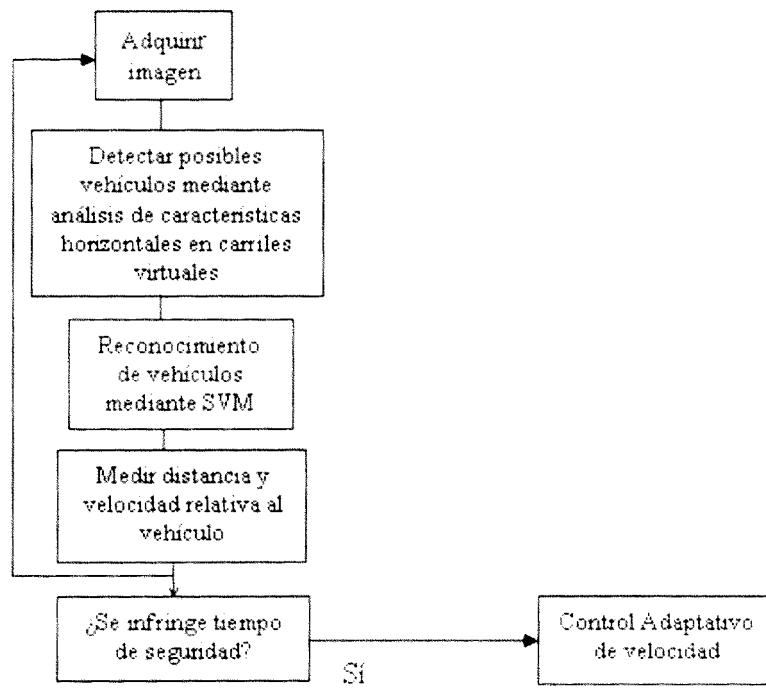 Adquirir
imagen
Detectar posibles
vehículos mediante
análisis de características
horizontales en carriles
virtuales
Reconocimiento
de vehículos
mediante SVM
Medir distancia y
velocidad relativa al
vehículo
¿Se infringe tiempo
de seguridad?
Sí
Control Adaptativo
de velocidad